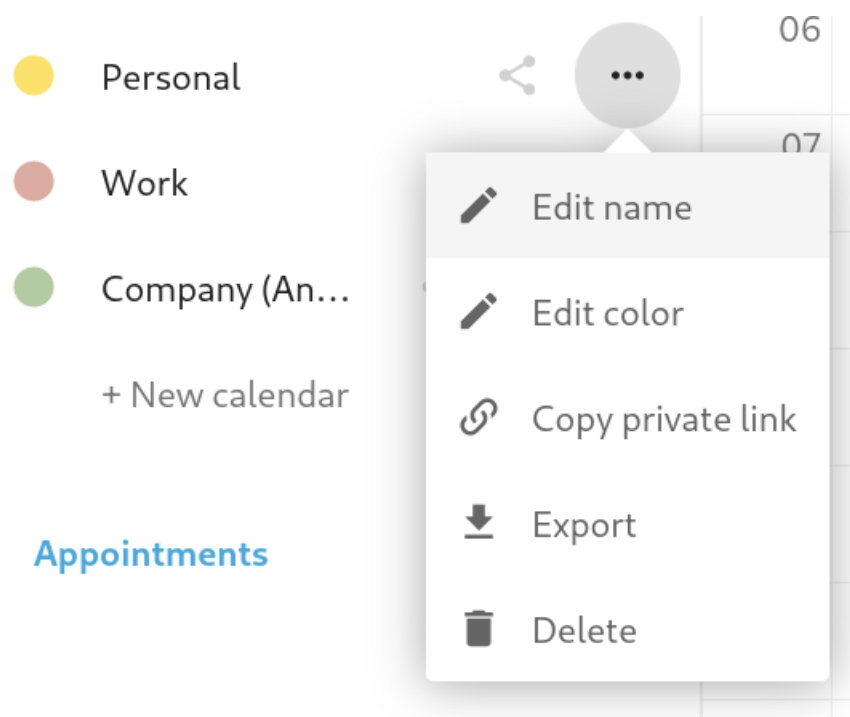 Personal
06
07
Work
Edit name
Company (An...
Edit color
+ New calendar
Copy private link
Export
Appointments
Delete